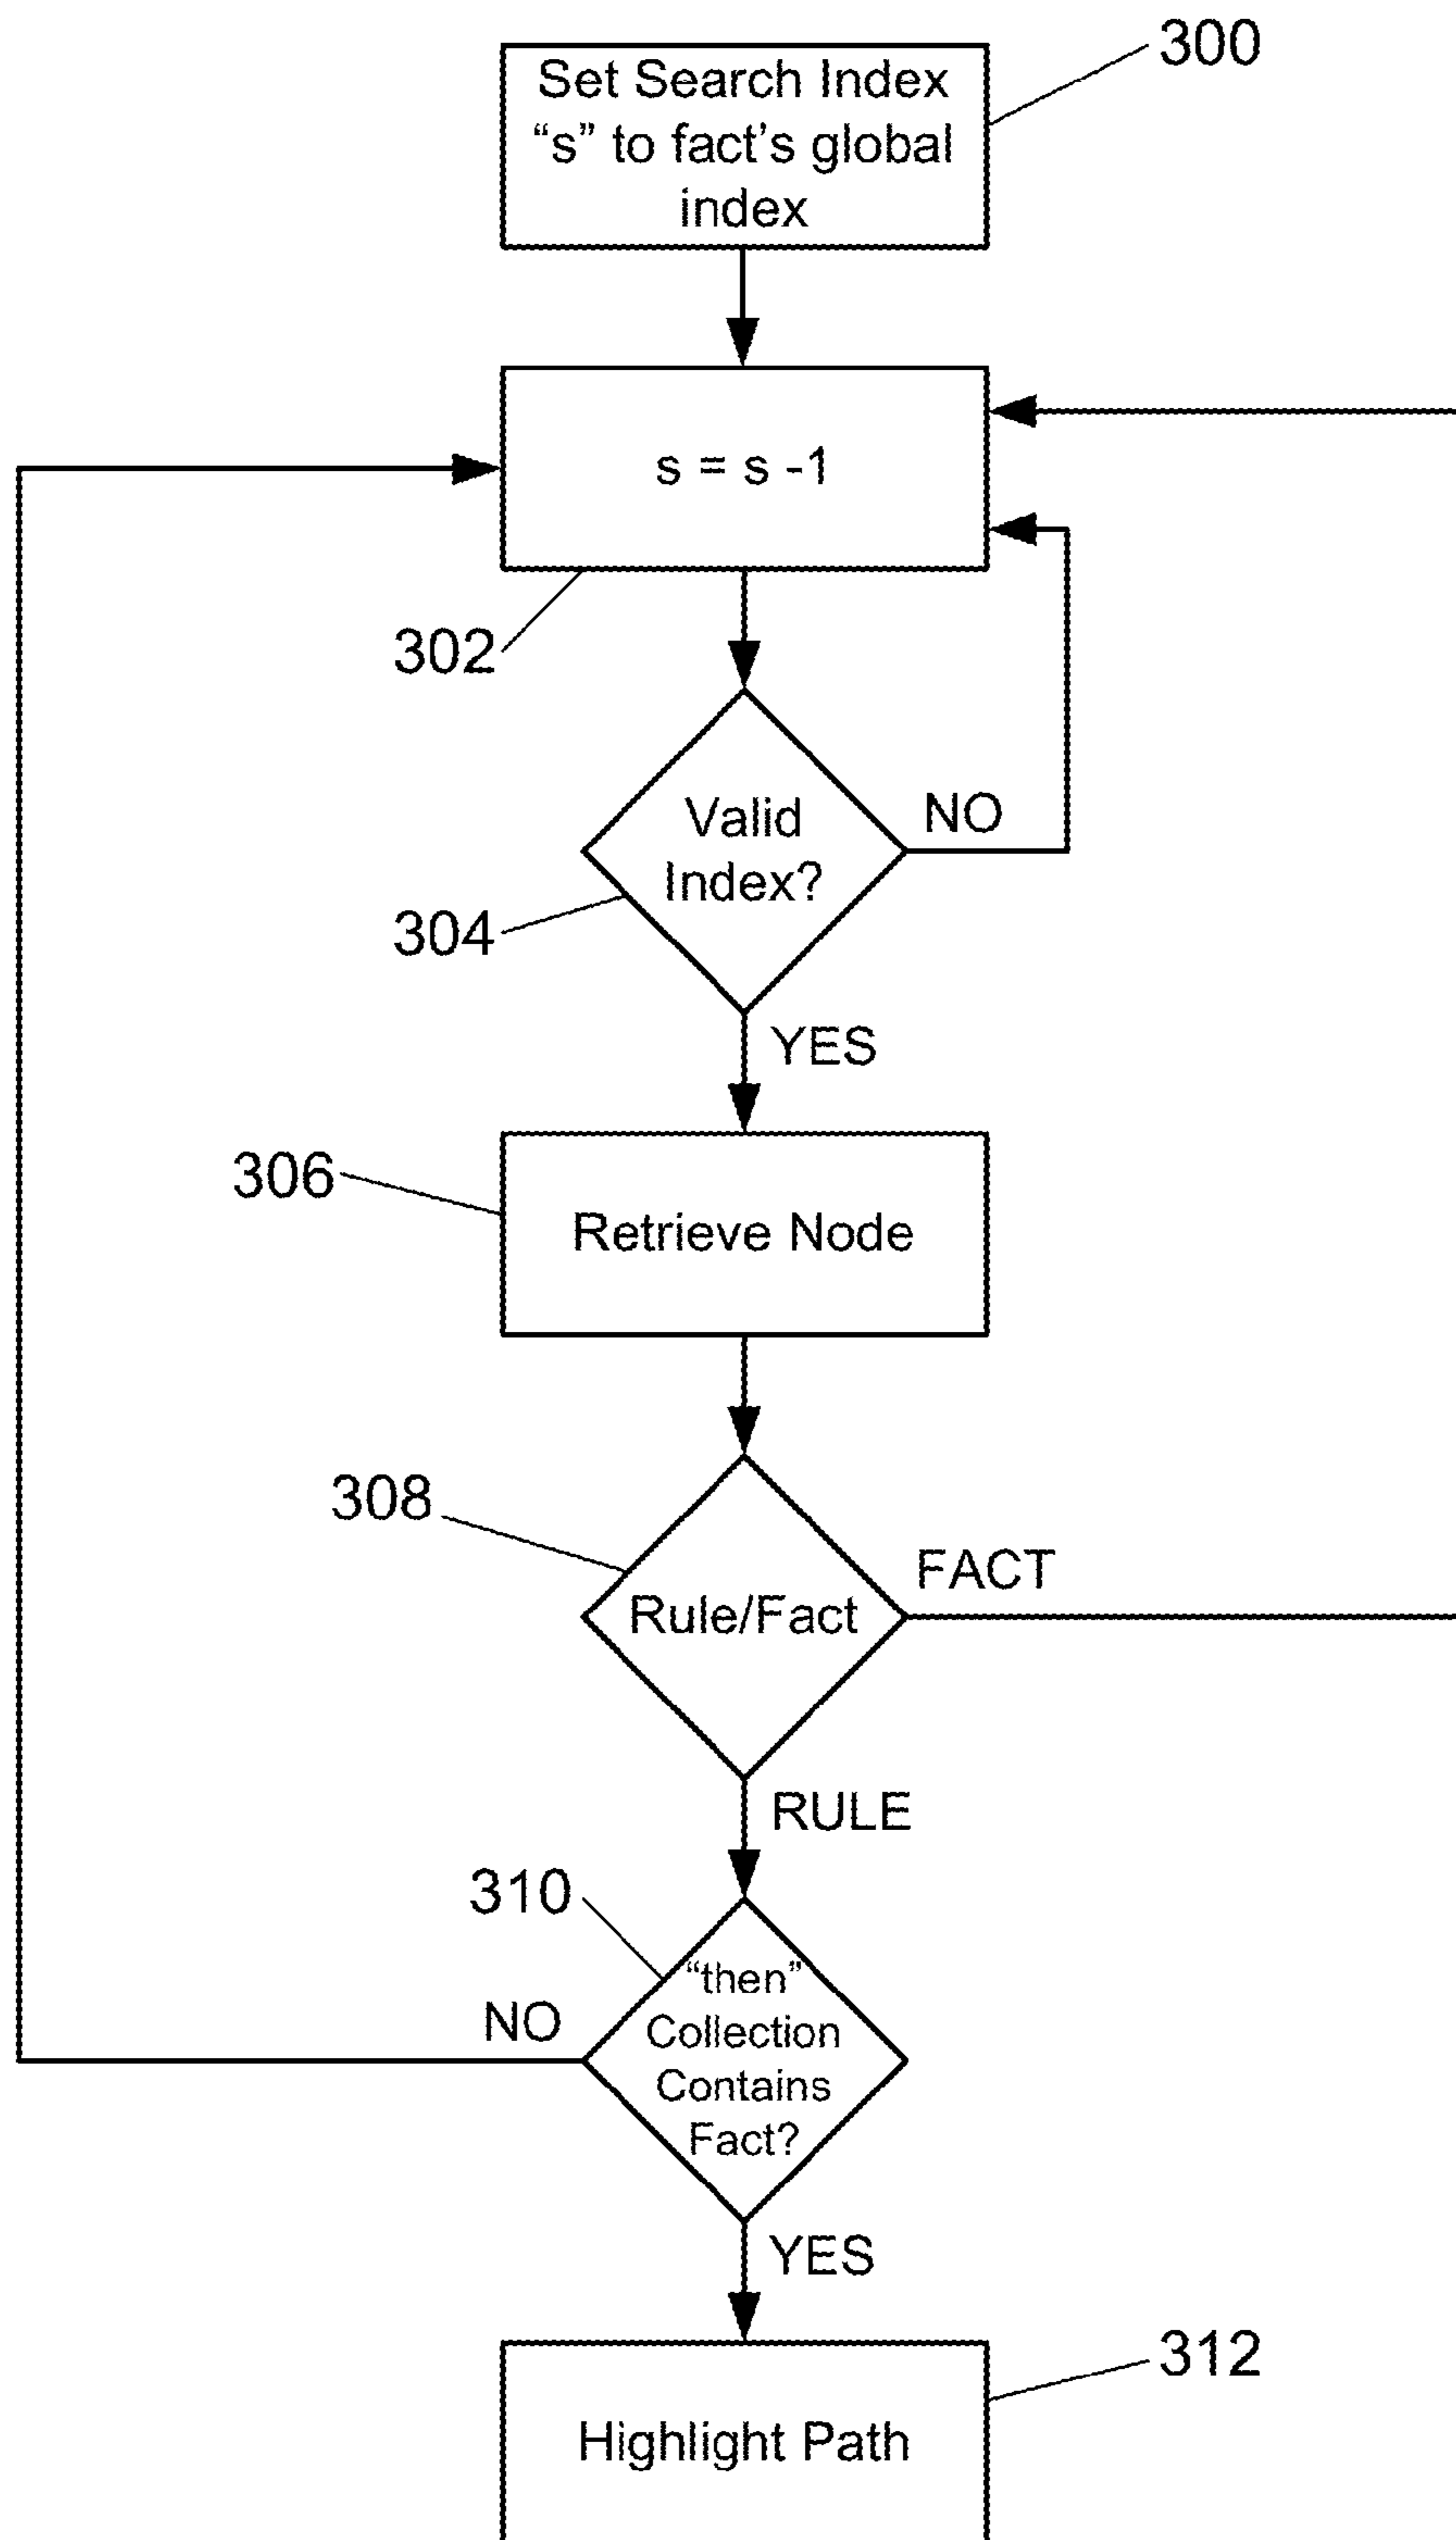 300
Set Search Index
“s” to fact’s global
index
s = s -1
302
Valid
Index?
NO
304
YES
306
Retrieve Node
308
Rule/Fact
FACT
RULE
310
“then”
Collection
Contains
Fact?
NO
YES
312
Highlight Path